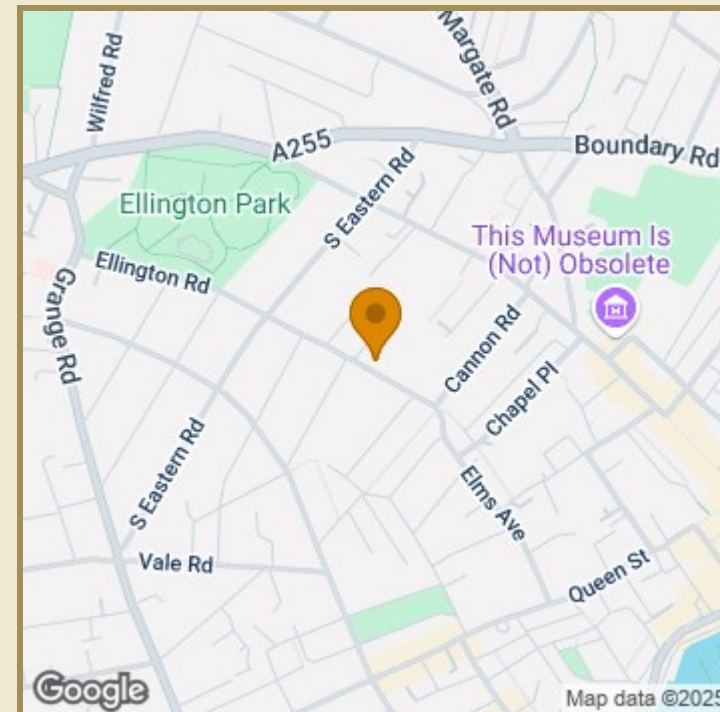 Wilfred Rd
Margate Rd
A255
Boundary Rd
S Eastern Rd
Ellington Park
This Museum Is
(Not) Obsolete
Ellington Rd
Grange Rd
Cannon Rd
Chapel Pl
S Eastern Rd
Elms Ave
Vale Rd
Queen St
Google
Map data ©2025